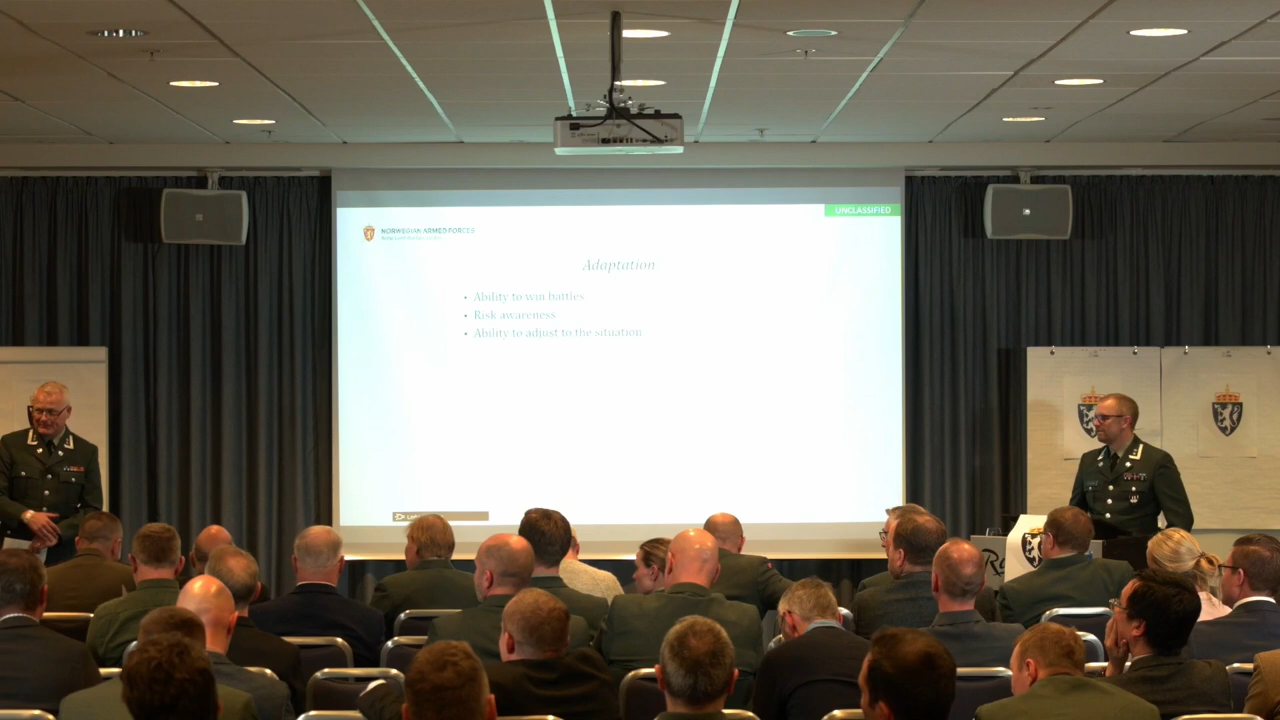 UNCLASSIFIED
NORWEGIAN ARMED FORCES
Adaptation
• Ability to win battles
• Risk awareness
• Ability to adjust to the situation